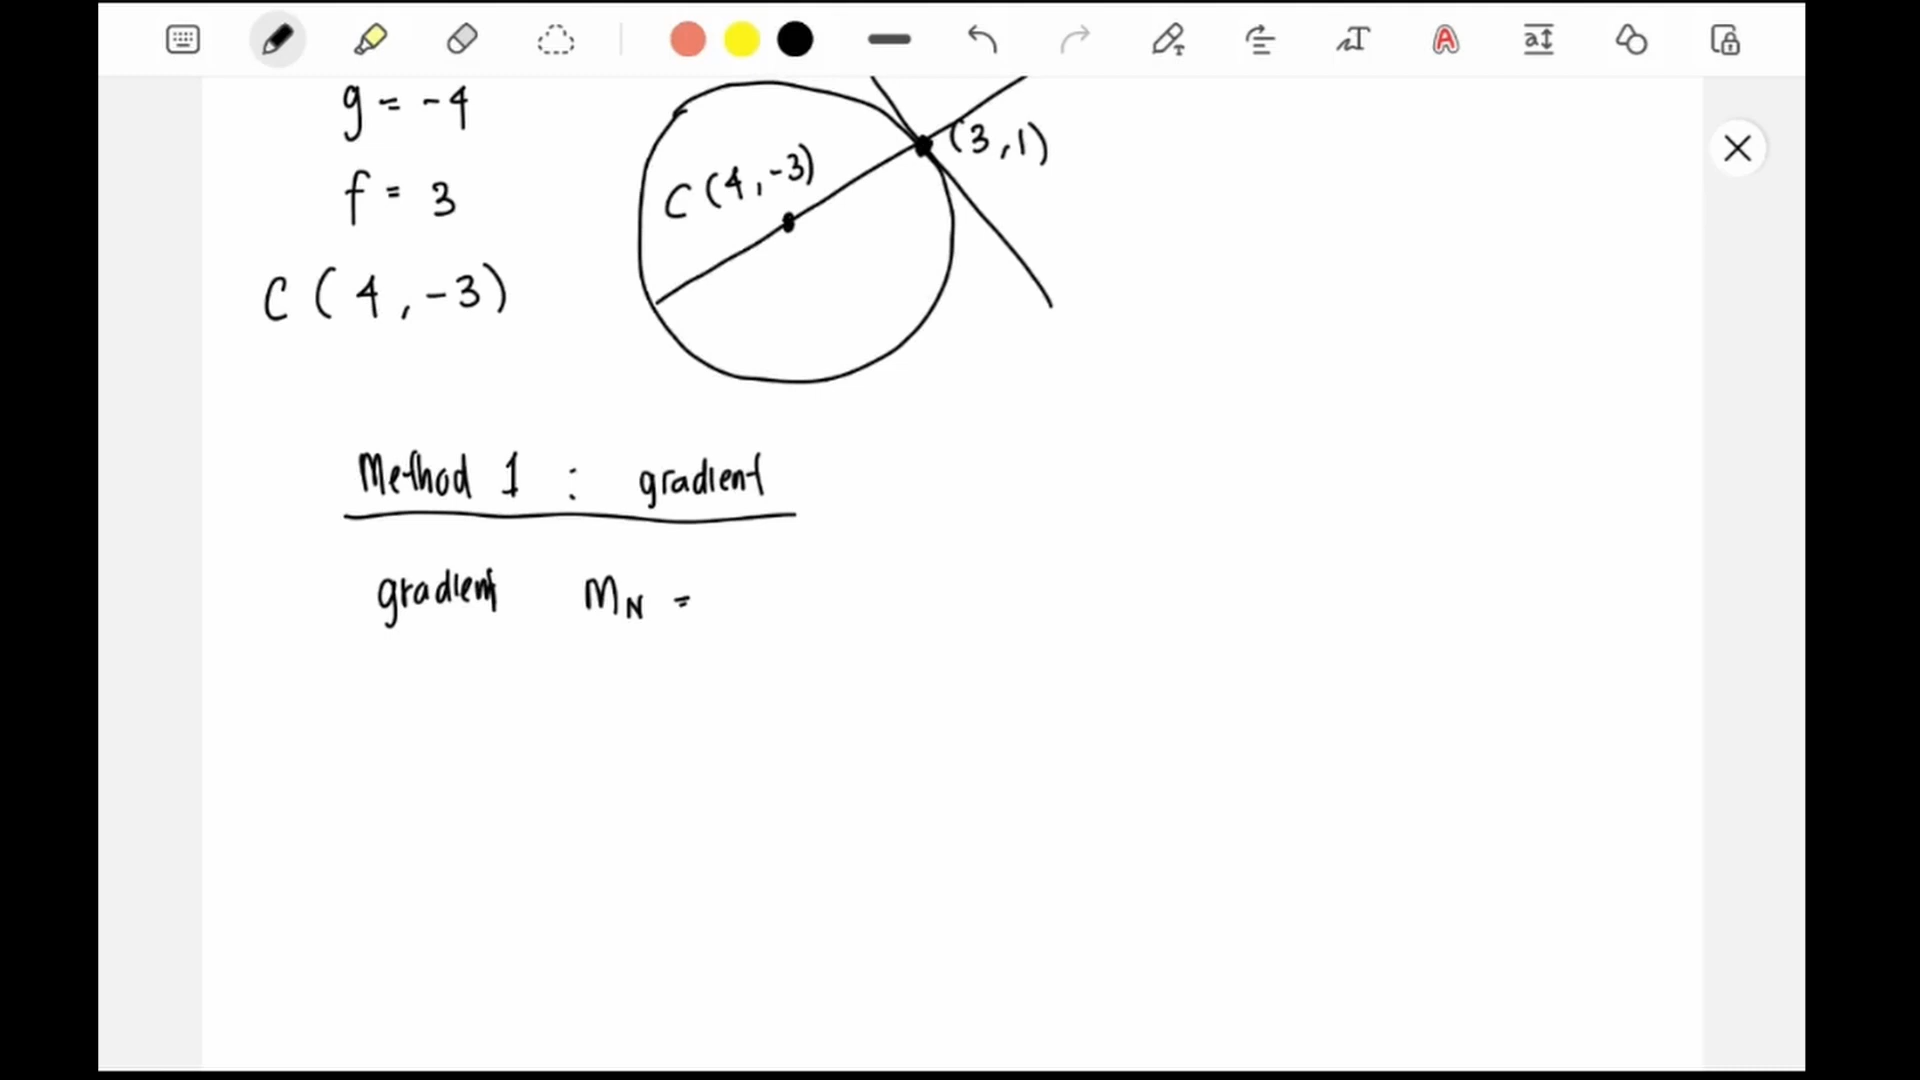 g = -4
f = 3
C ( 4 , -3 )
C (4, -3)
(3,1)
Method 1 : gradient
gradient M_N =